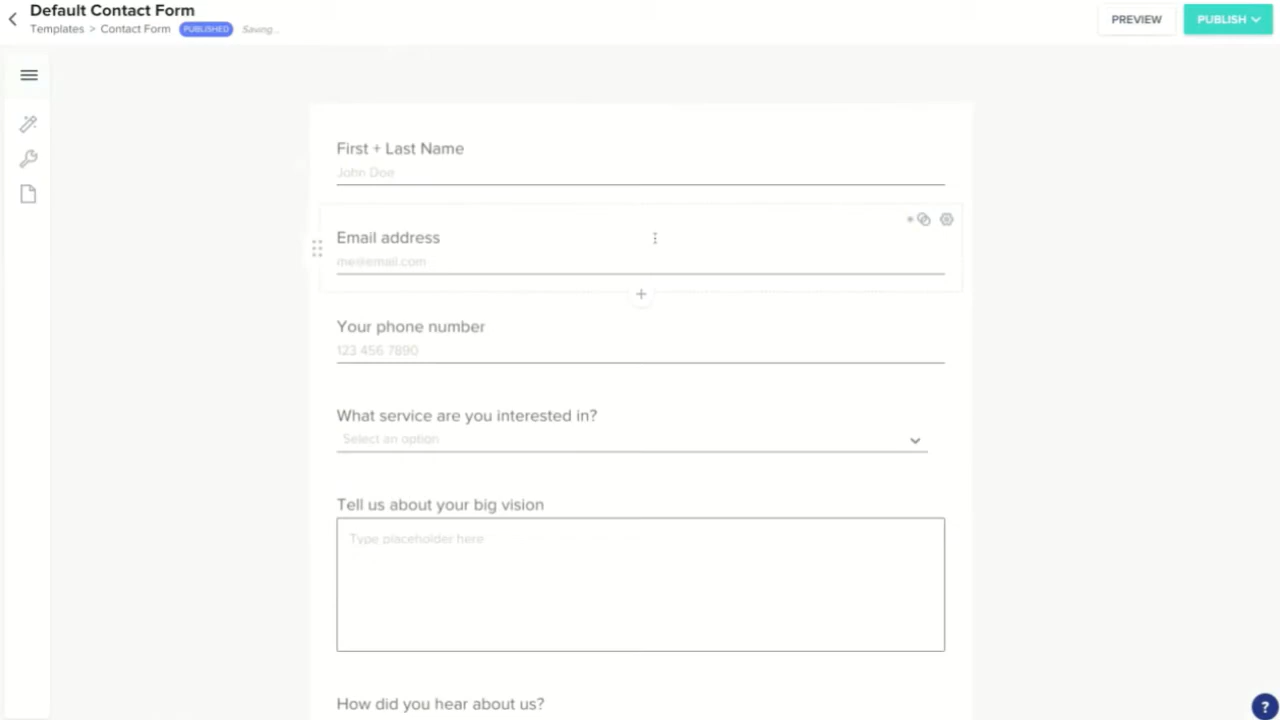 Default Contact Form
Templates > Contact Form PUBLISHED Saving...
PREVIEW
PUBLISH
First + Last Name
John Doe
Email address
me@email.com
Your phone number
123 456 7890
What service are you interested in?
Select an option
Tell us about your big vision
Type placeholder here
How did you hear about us?
?